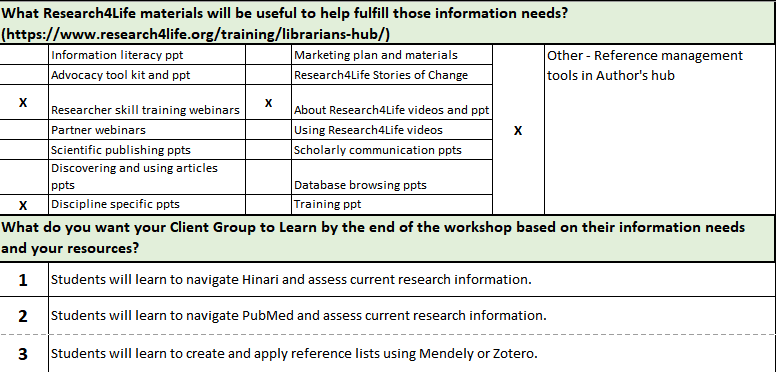 What Research4Life materials will be useful to help fulfill those information needs?
(https://www.research4life.org/training/librarians-hub/)
Information literacy ppt
Marketing plan and materials
Other - Reference management
tools in Author's hub
Advocacy tool kit and ppt
Research4Life Stories of Change
X
Researcher skill training webinars
X
About Research4Life videos and ppt
X
Partner webinars
Using Research4Life videos
Scientific publishing ppts
Scholarly communication ppts
Discovering and using articles
ppts
Database browsing ppts
X
Discipline specific ppts
Training ppt
What do you want your Client Group to Learn by the end of the workshop based on their information needs
and your resources?
1 Students will learn to navigate Hinari and assess current research information.
2 Students will learn to navigate PubMed and assess current research information.
3 Students will learn to create and apply reference lists using Mendely or Zotero.